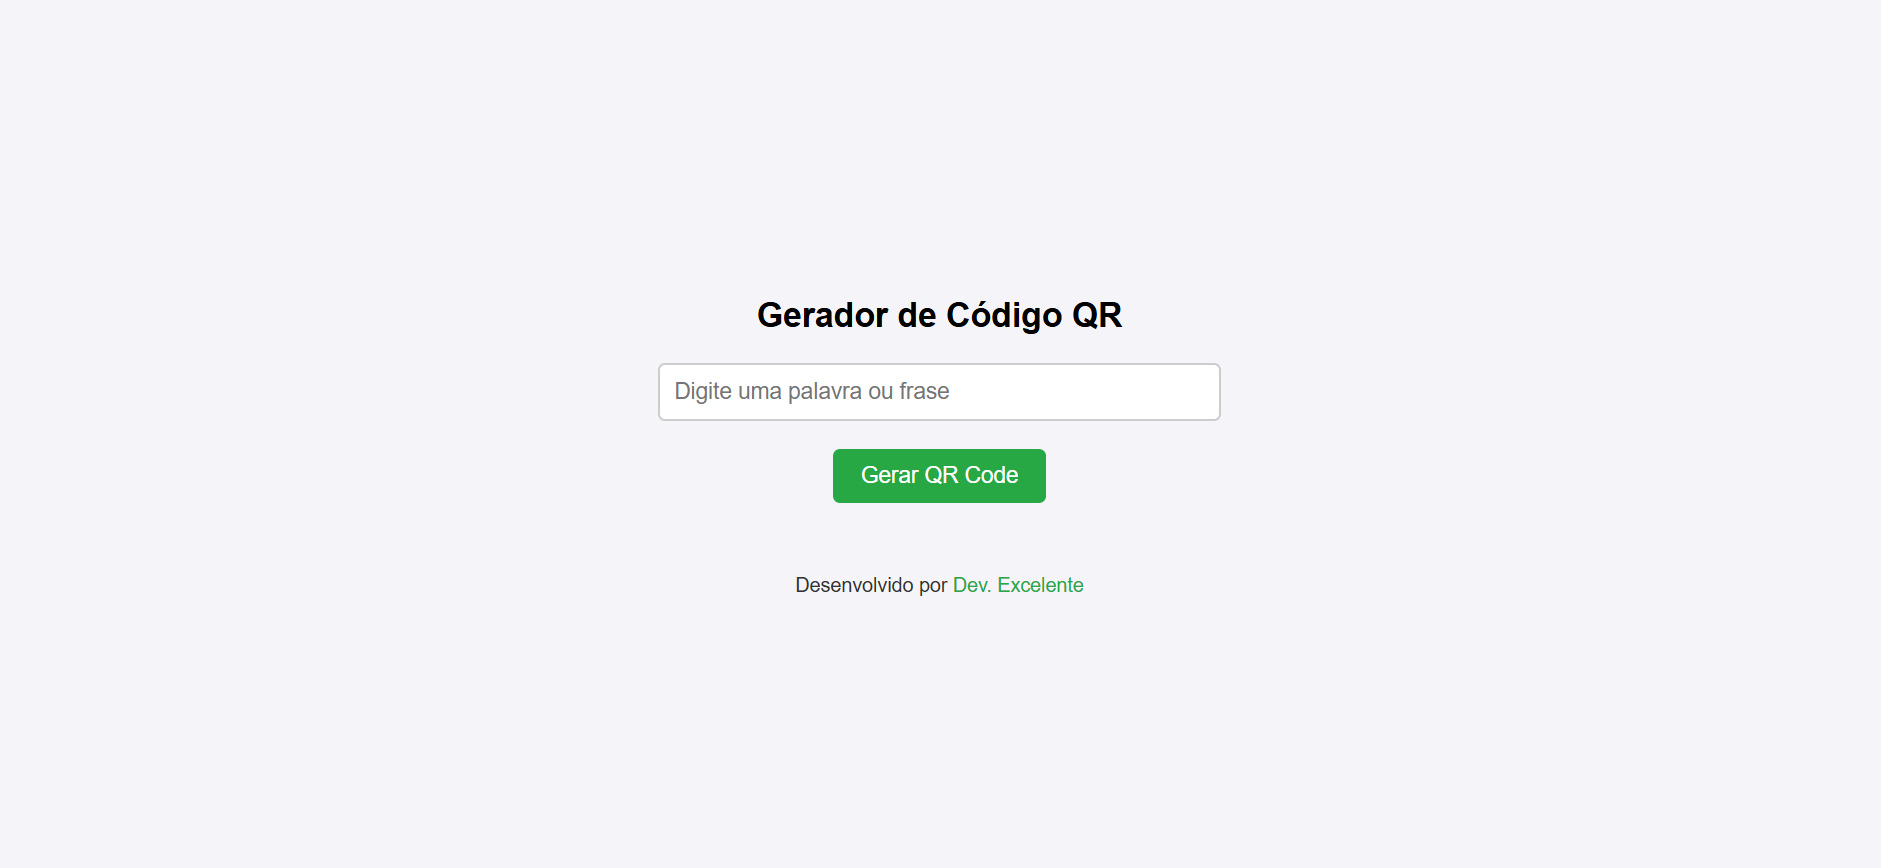 Gerador de Código QR
Digite uma palavra ou frase
Gerar QR Code
Desenvolvido por Dev. Excelente